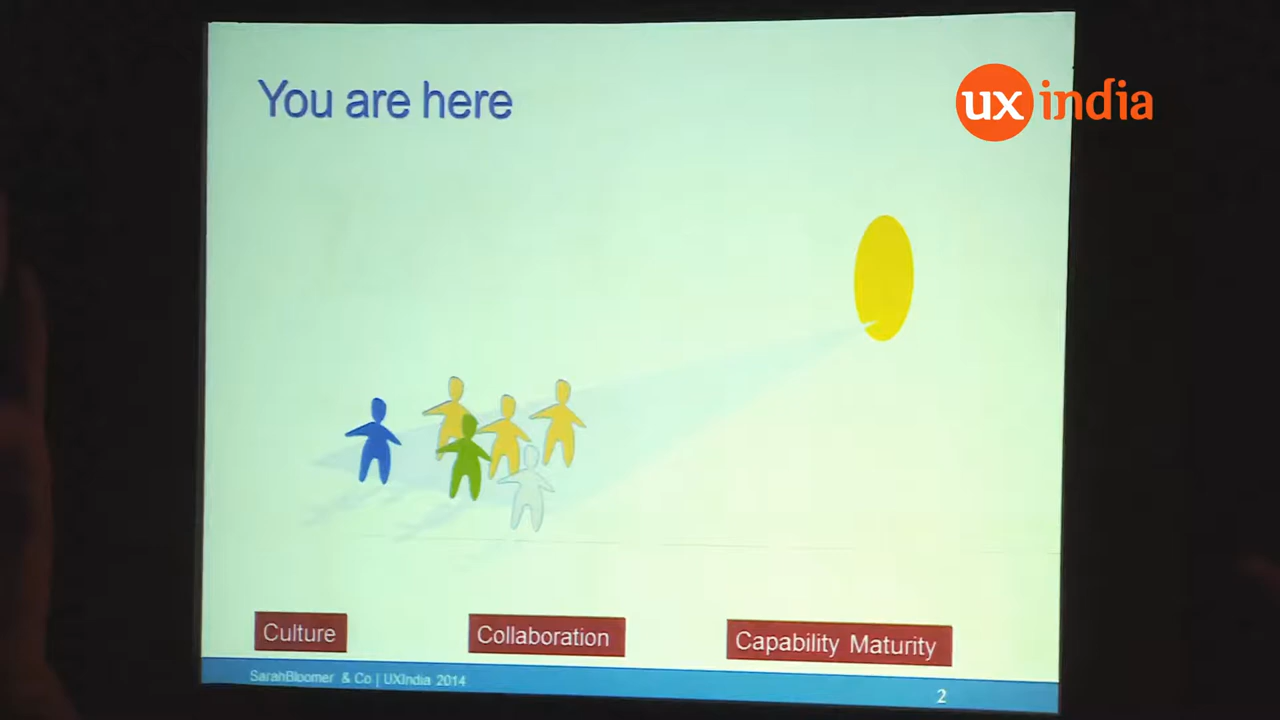 You are here
ux india
Culture
Collaboration
Capability Maturity
SarahBloomer & Co | UXIndia 2014
2